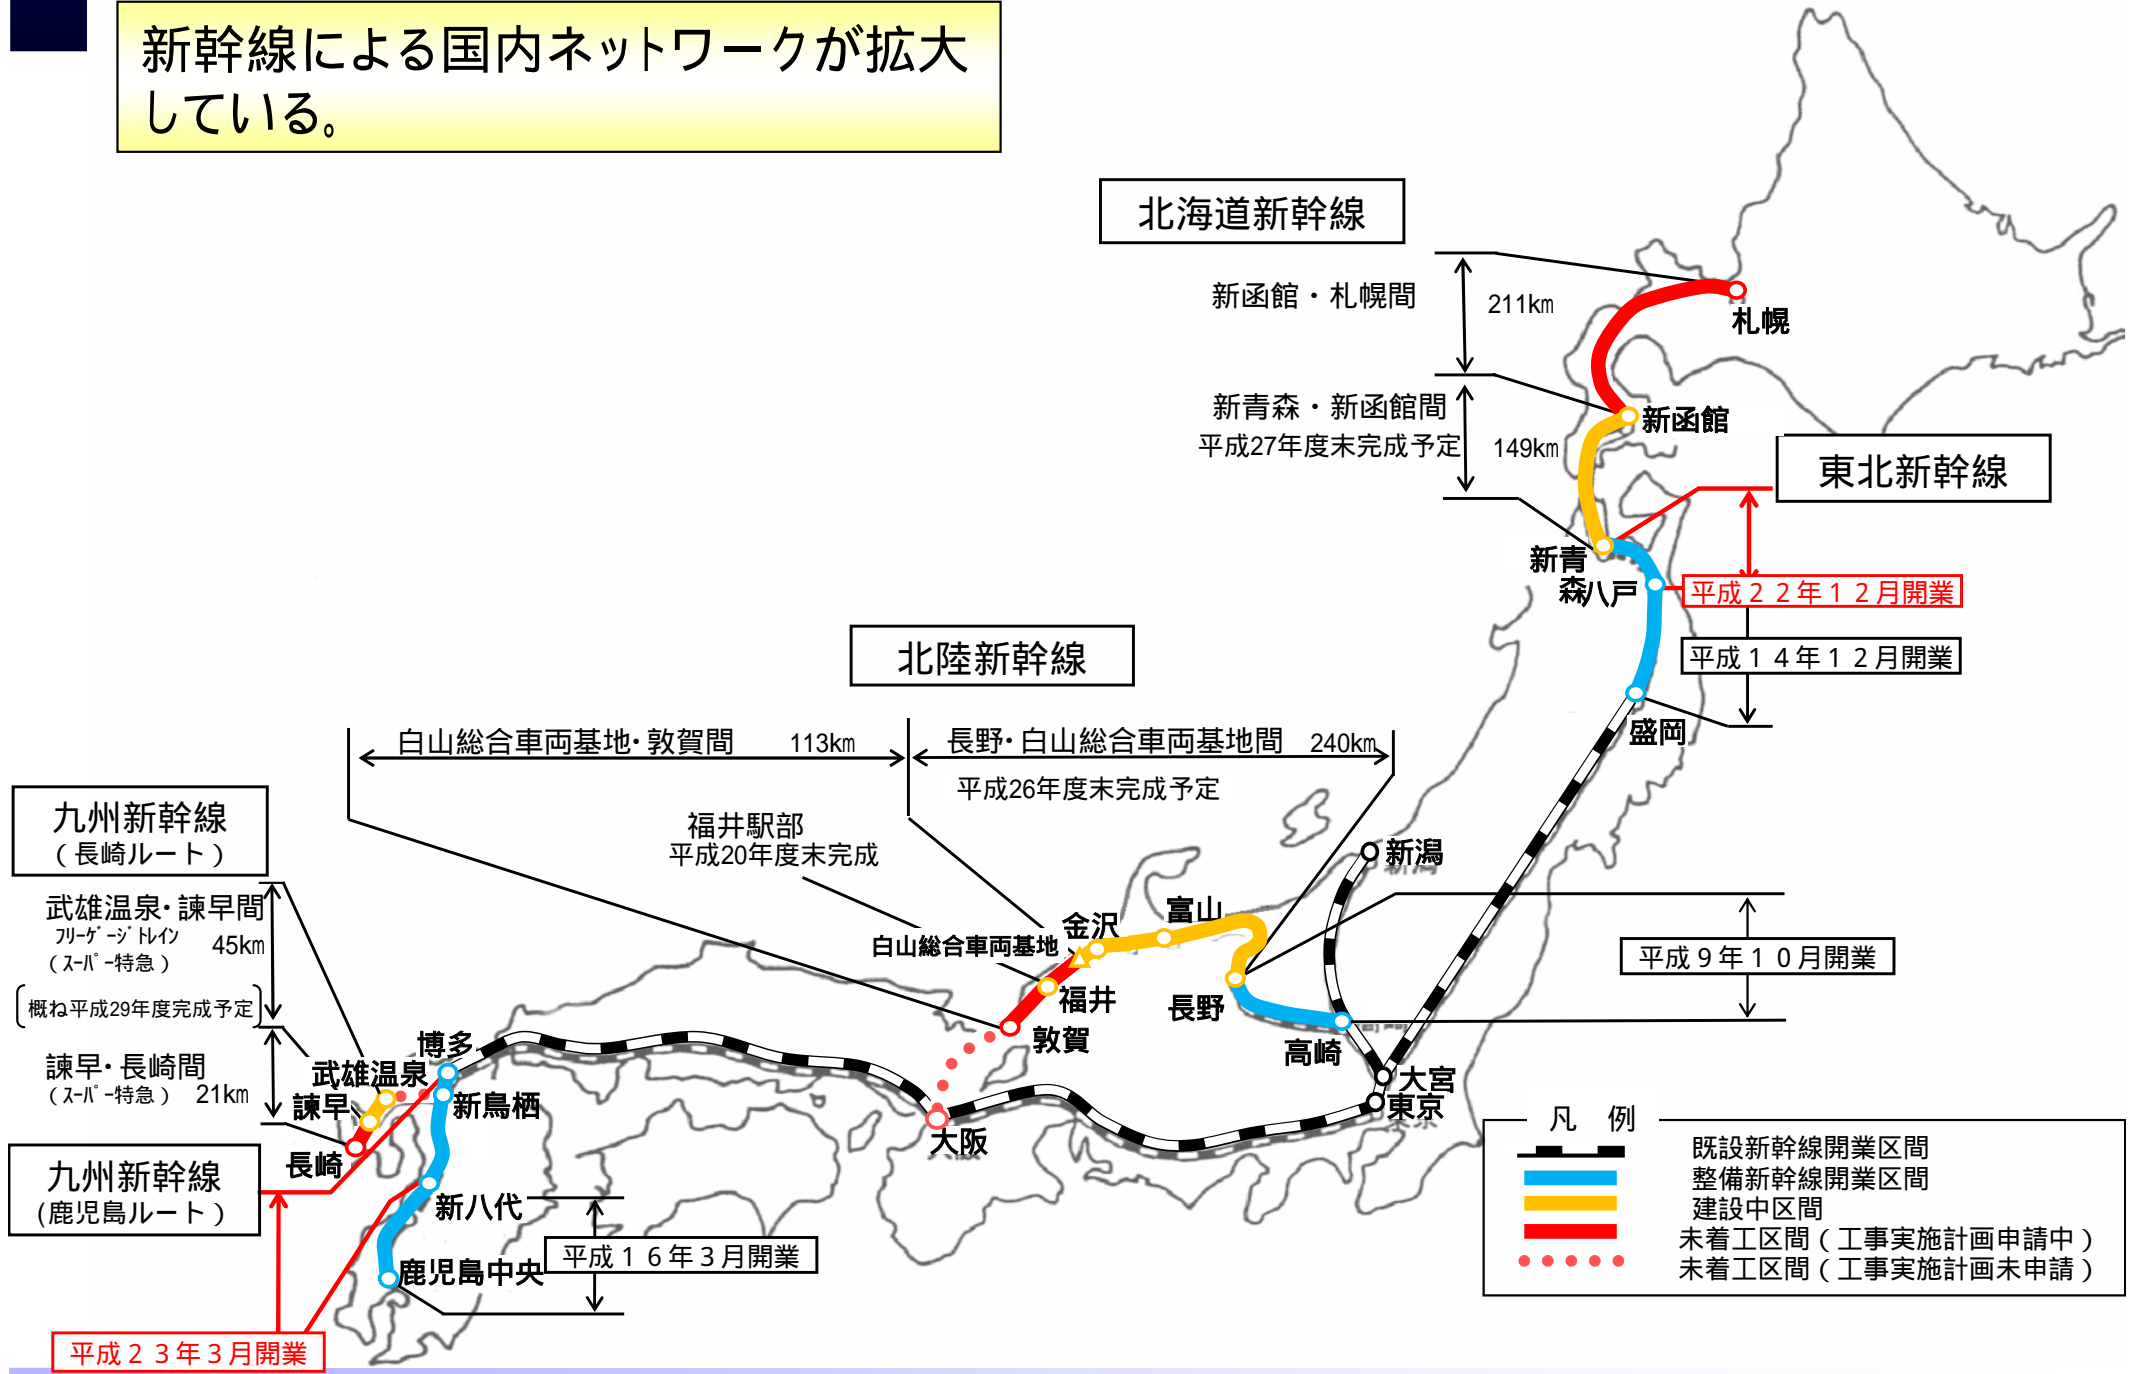 新幹線による国内ネットワークが拡大
している。
北海道新幹線
新函館・札幌間
211km
札幌
新青森・新函館間
平成27年度末完成予定
149km
新函館
東北新幹線
新青
森
八戸
平成22年12月開業
平成14年12月開業
盛岡
北陸新幹線
白山総合車両基地・敦賀間 113km
長野・白山総合車両基地間 240km
平成26年度末完成予定
福井駅部
平成20年度末完成
新潟
富山
金沢
白山総合車両基地
福井
敦賀
長野
高崎
平成9年10月開業
大宮
東京
大阪
九州新幹線
(長崎ルート)
武雄温泉・諫早間
フリーゲージトレイン
(スーパー特急)
45km
概ね平成29年度完成予定
諫早・長崎間
(スーパー特急) 21km
博多
武雄温泉
新鳥栖
諫早
長崎
九州新幹線
(鹿児島ルート)
新八代
平成16年3月開業
鹿児島中央
平成23年3月開業
凡 例
既設新幹線開業区間
整備新幹線開業区間
建設中区間
未着工区間(工事実施計画申請中)
未着工区間(工事実施計画未申請)